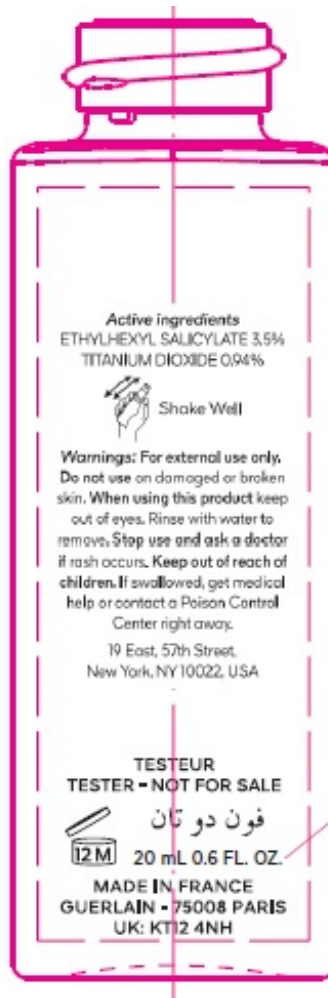 Active ingredients
ETHYLHEXYL SALICYLATE 3,5%
TITANIUM DIOXIDE 0,94%
Shake Well
Warnings: For external use only.
Do not use on damaged or broken
skin. When using this product keep
out of eyes. Rinse with water to
remove. Stop use and ask a doctor
if rash occurs. Keep out of reach of
children. If swallowed, get medical
help or contact a Poison Control
Center right away.
19 East, 57th Street,
New York, NY 10022, USA
TESTEUR
TESTER - NOT FOR SALE
فون دو تان
12 M
20 mL 0.6 FL. OZ.
MADE IN FRANCE
GUERLAIN - 75008 PARIS
UK: KT12 4NH